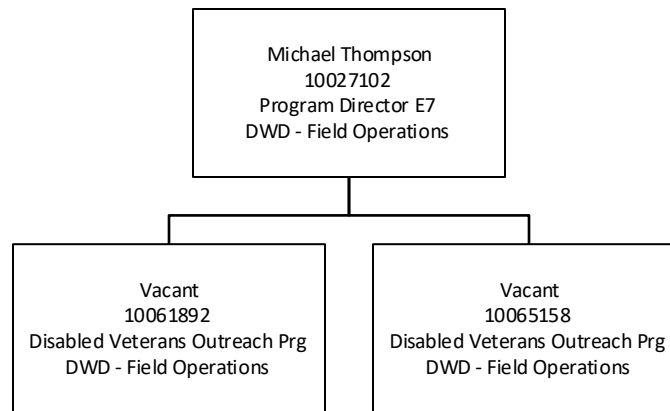 Michael Thompson
10027102
Program Director E7
DWD - Field Operations
Vacant
10061892
Disabled Veterans Outreach Prg
DWD - Field Operations
Vacant
10065158
Disabled Veterans Outreach Prg
DWD - Field Operations